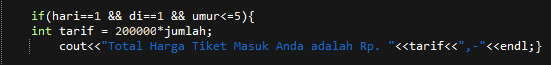 if(hari==1 && di==1 && umur<=5){
int tarif = 200000*jumlah;
cout<<"Total Harga Tiket Masuk Anda adalah Rp. "<<tarif<<",-"<<endl;}